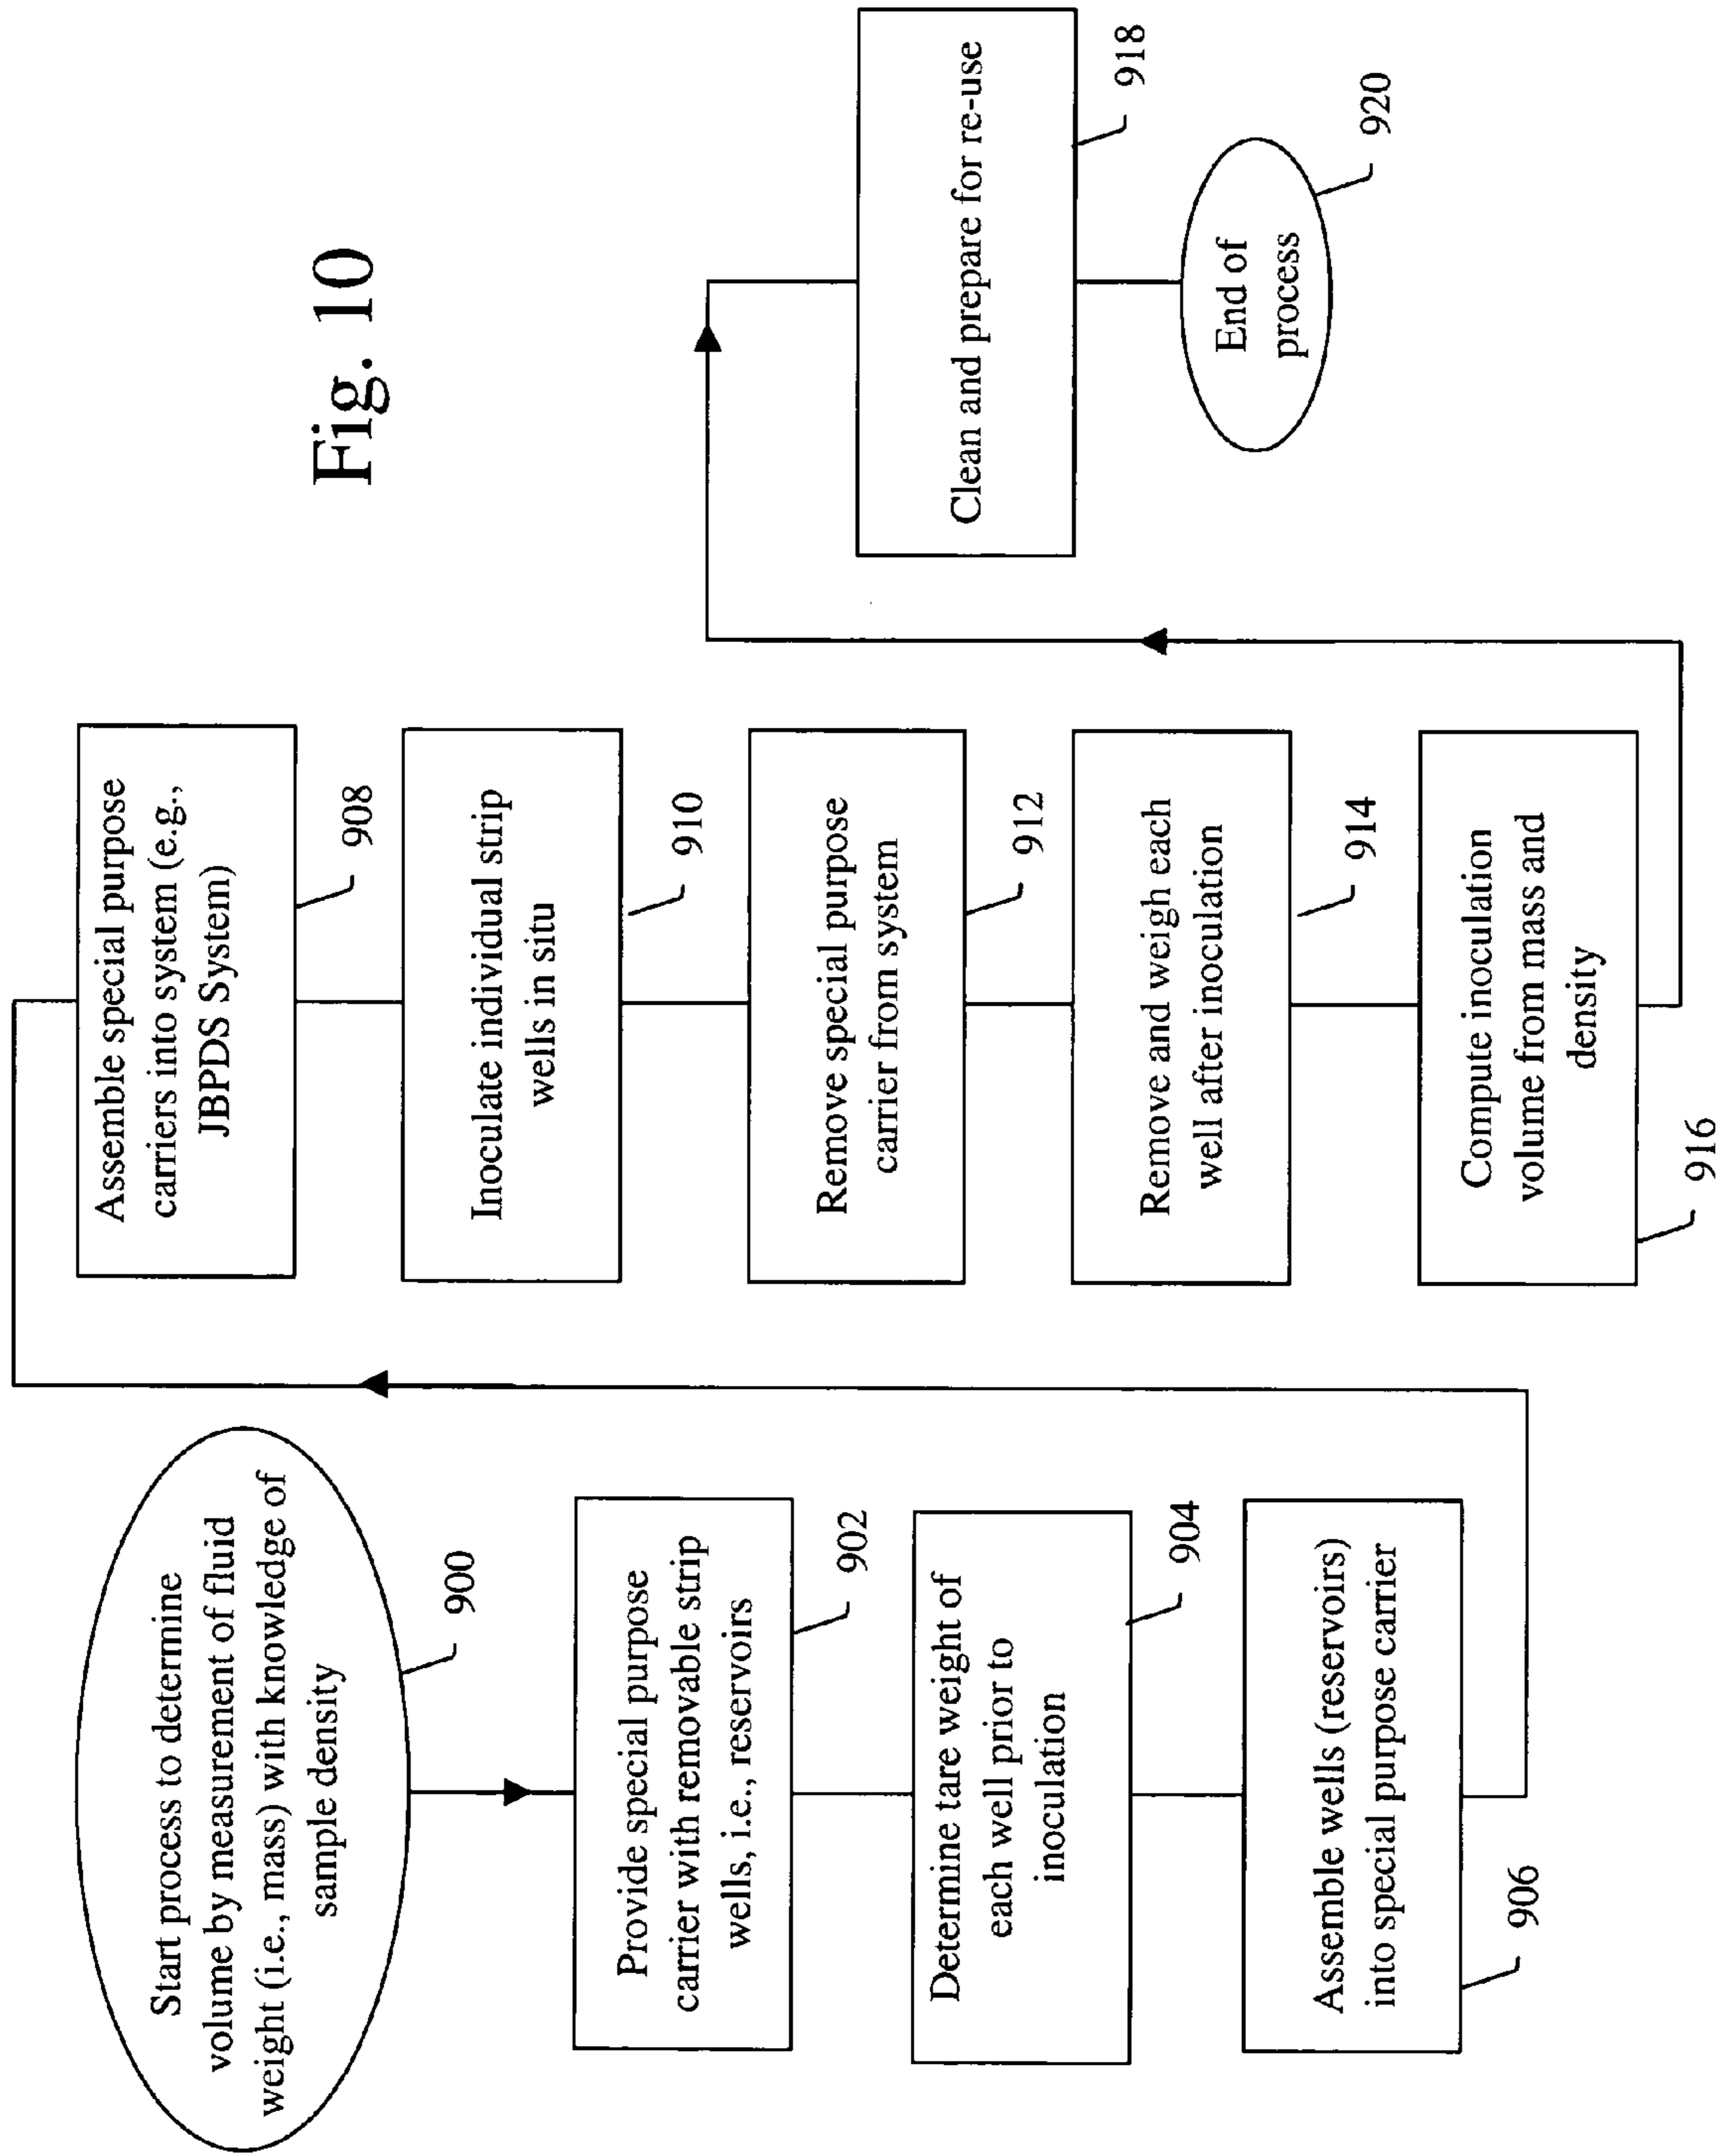 Fig. 10
Start process to determine
volume by measurement of fluid
weight (i.e., mass) with knowledge of
sample density
900
Provide special purpose
carrier with removable strip
wells, i.e., reservoirs
902
Determine tare weight of
each well prior to
inoculation
904
Assemble wells (reservoirs)
into special purpose carrier
906
Assemble special purpose
carriers into system (e.g.,
JBPDS System)
908
Inoculate individual strip
wells in situ
910
Remove special purpose
carrier from system
912
Remove and weigh each
well after inoculation
914
Compute inoculation
volume from mass and
density
916
Clean and prepare for re-use
918
End of
process
920